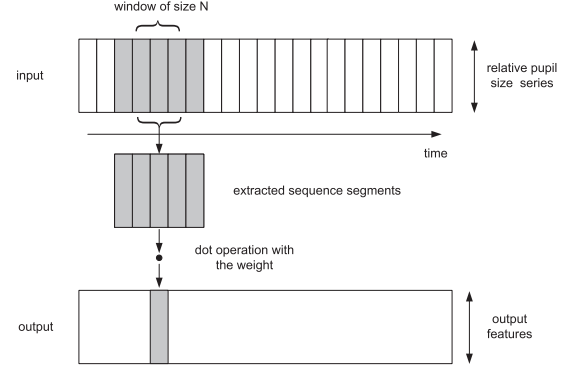 window of size N
input
relative pupil
size series
time
extracted sequence segments
dot operation with
the weight
output
output
features